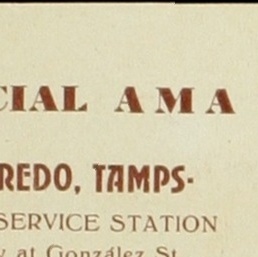 CIAL AMA
REDO, TAMPS-
SERVICE STATION
at González St.